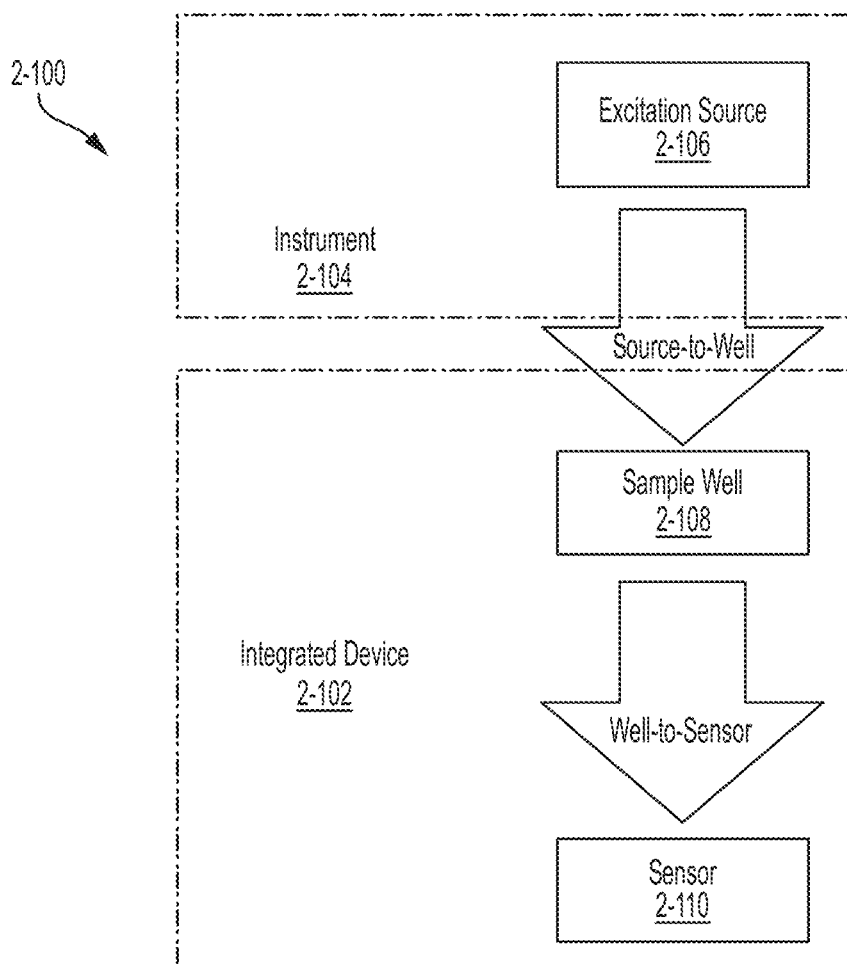 2-100
Excitation Source
2-106
Instrument
2-104
Source-to-Well
Sample Well
2-108
Integrated Device
2-102
Well-to-Sensor
Sensor
2-110